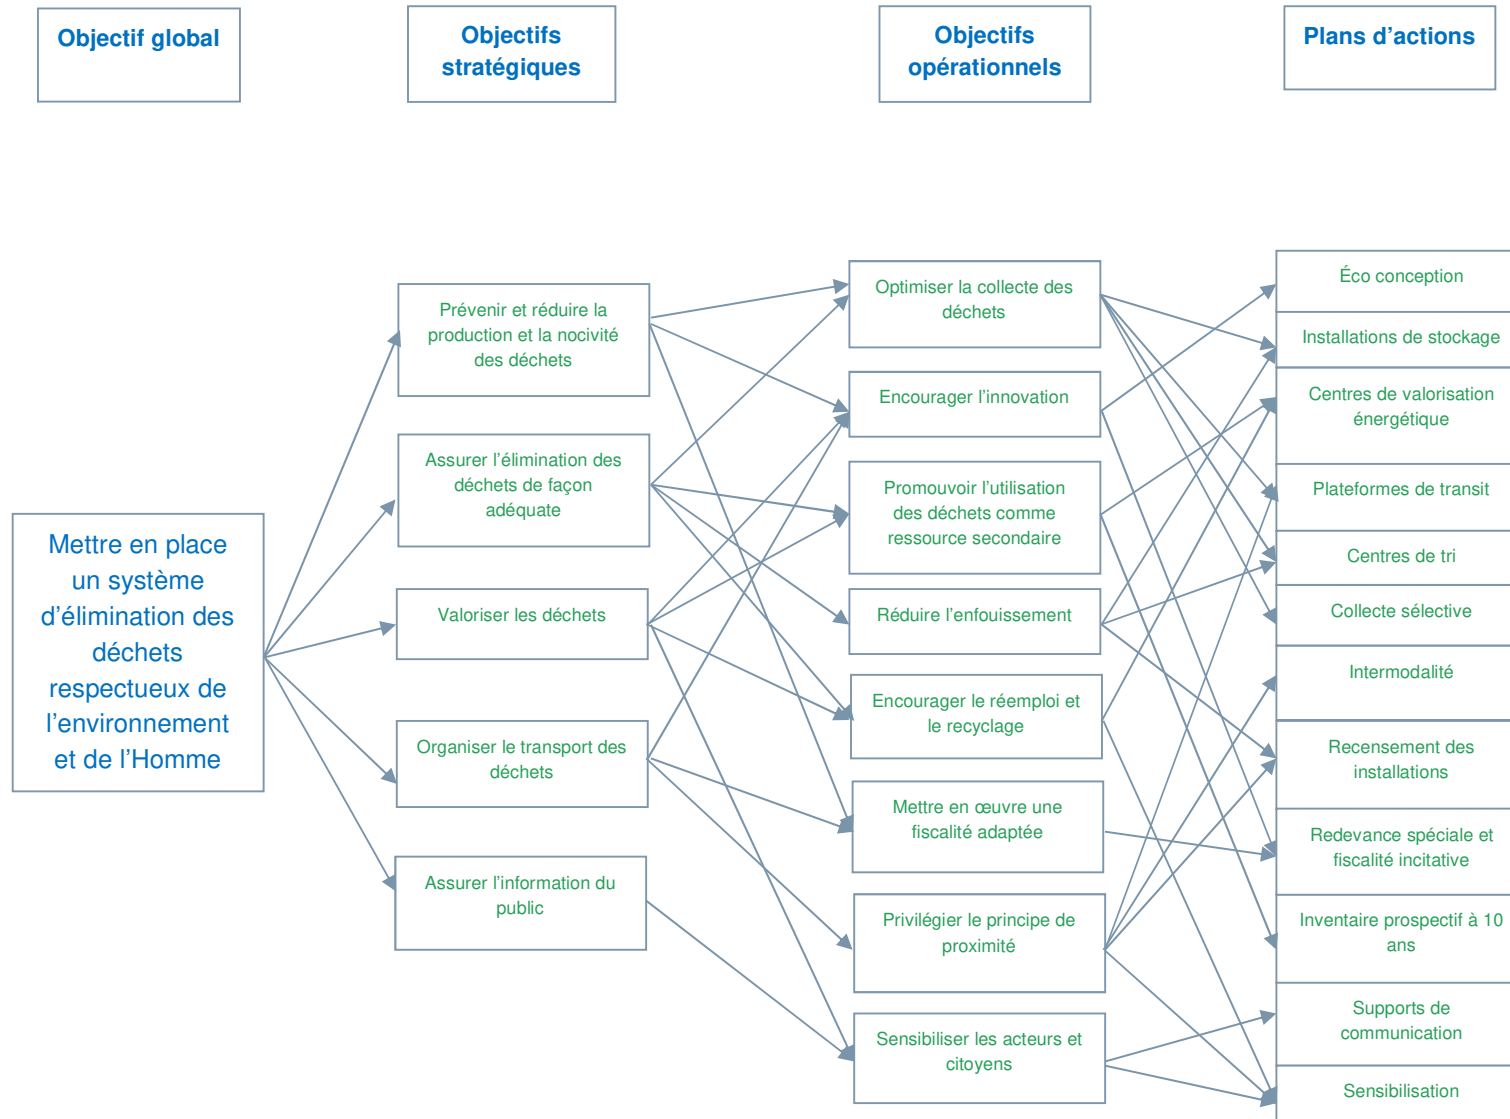 Objectif global
Objectifs
stratégiques
Objectifs
opérationnels
Plans d’actions
Mettre en place
un système
d’élimination des
déchets
respectueux de
l’environnement
et de l’Homme
Prévenir et réduire la
production et la nocivité
des déchets
Assurer l’élimination des
déchets de façon
adéquate
Valoriser les déchets
Organiser le transport des
déchets
Assurer l’information du
public
Optimiser la collecte des
déchets
Encourager l’innovation
Promouvoir l’utilisation
des déchets comme
ressource secondaire
Réduire l’enfouissement
Encourager le réemploi et
le recyclage
Mettre en œuvre une
fiscalité adaptée
Privilégier le principe de
proximité
Sensibiliser les acteurs et
citoyens
Éco conception
Installations de stockage
Centres de valorisation
énergétique
Plateformes de transit
Centres de tri
Collecte sélective
Intermodalité
Recensement des
installations
Redevance spéciale et
fiscalité incitative
Inventaire prospectif à 10
ans
Supports de
communication
Sensibilisation